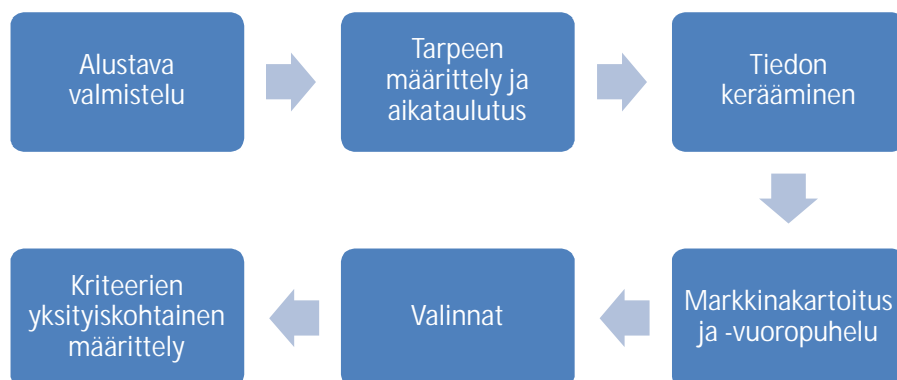 Alustava
valmistelu
Tarpeen
määrittely ja
aikataulutus
Tiedon
kerääminen
Markkinakartoitus
ja -vuoropuhelu
Valinnat
Kriteerien
yksityiskohtainen
määrittely